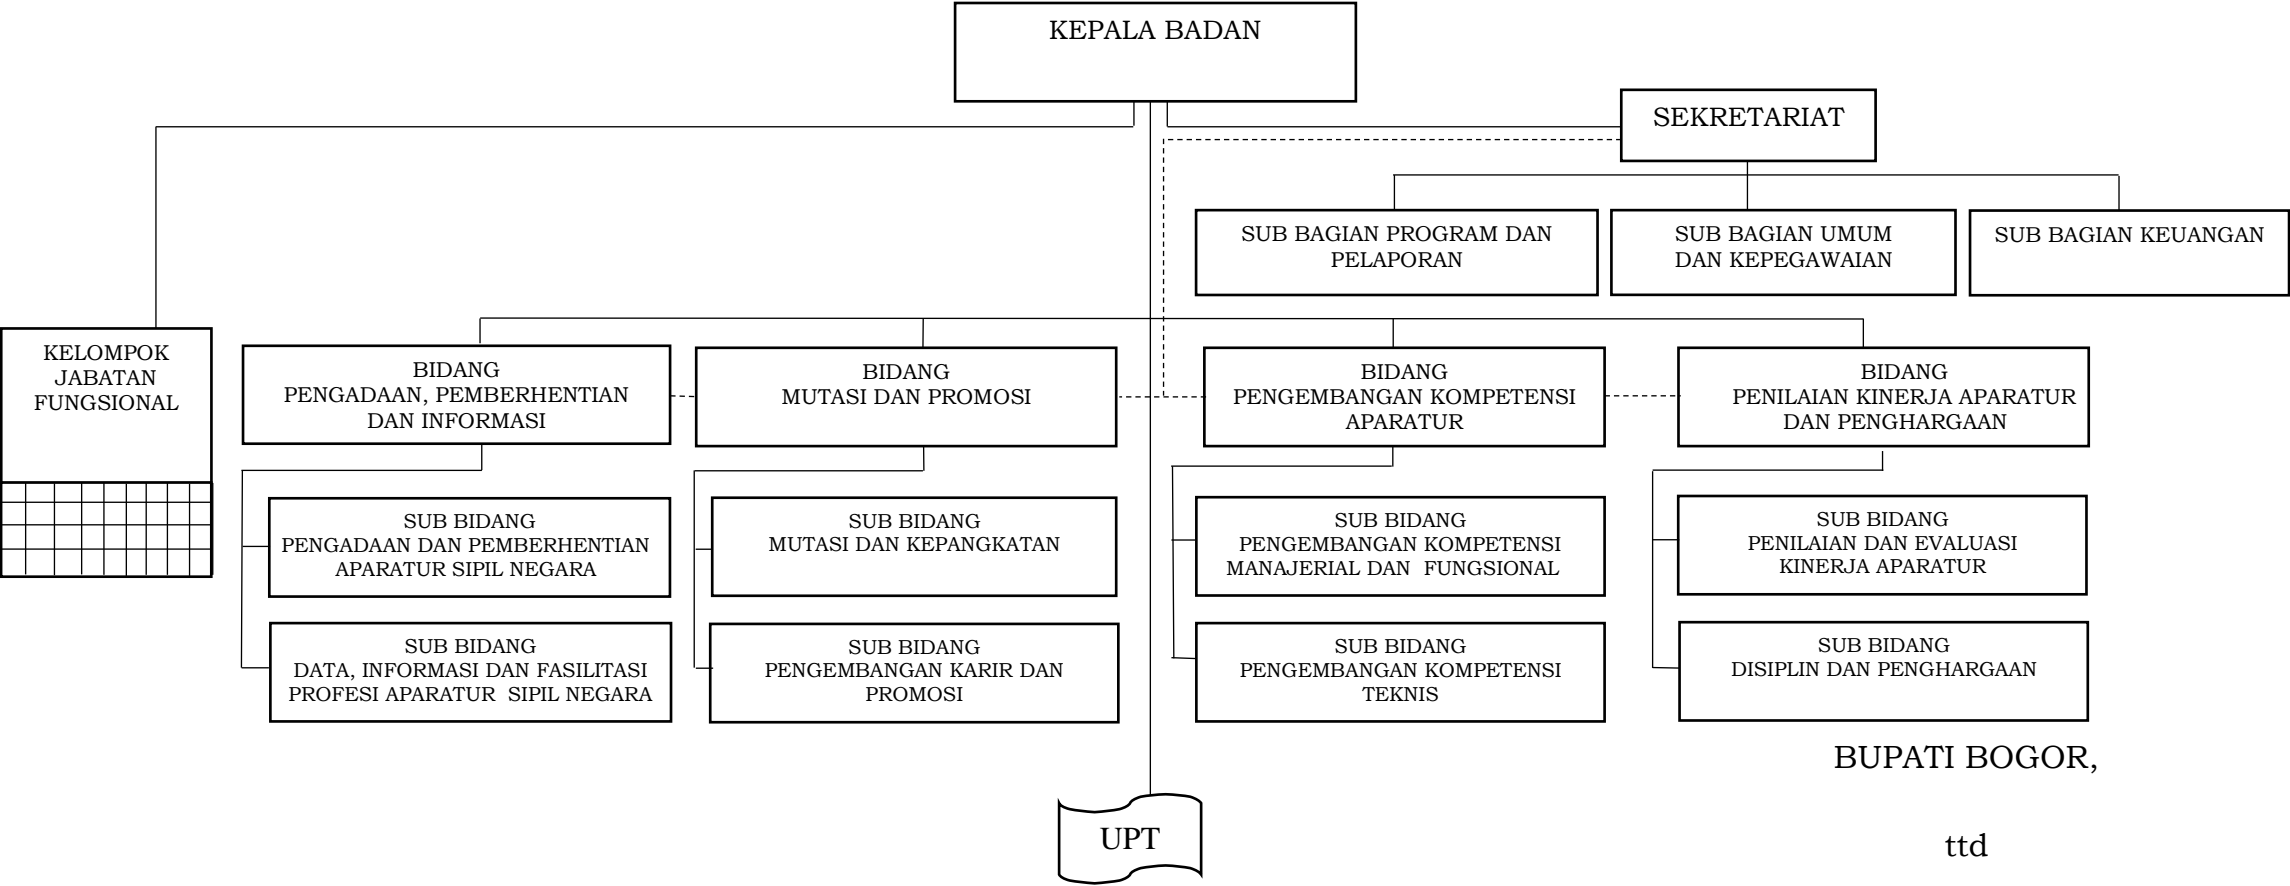 KEPALA BADAN
SEKRETARIAT
SUB BAGIAN PROGRAM DAN
PELAPORAN
SUB BAGIAN UMUM
DAN KEPEGAWAIAN
SUB BAGIAN KEUANGAN
KELOMPOK
JABATAN
FUNGSIONAL
BIDANG
PENGADAAN, PEMBERHENTIAN
DAN INFORMASI
BIDANG
MUTASI DAN PROMOSI
BIDANG
PENGEMBANGAN KOMPETENSI
APARATUR
BIDANG
PENILAIAN KINERJA APARATUR
DAN PENGHARGAAN
SUB BIDANG
PENGADAAN DAN PEMBERHENTIAN
APARATUR SIPIL NEGARA
SUB BIDANG
MUTASI DAN KEPANGKATAN
SUB BIDANG
PENGEMBANGAN KOMPETENSI
MANAJERIAL DAN FUNGSIONAL
SUB BIDANG
PENILAIAN DAN EVALUASI
KINERJA APARATUR
SUB BIDANG
DATA, INFORMASI DAN FASILITASI
PROFESI APARATUR SIPIL NEGARA
SUB BIDANG
PENGEMBANGAN KARIR DAN
PROMOSI
SUB BIDANG
PENGEMBANGAN KOMPETENSI
TEKNIS
SUB BIDANG
DISIPLIN DAN PENGHARGAAN
BUPATI BOGOR,
UPT
ttd